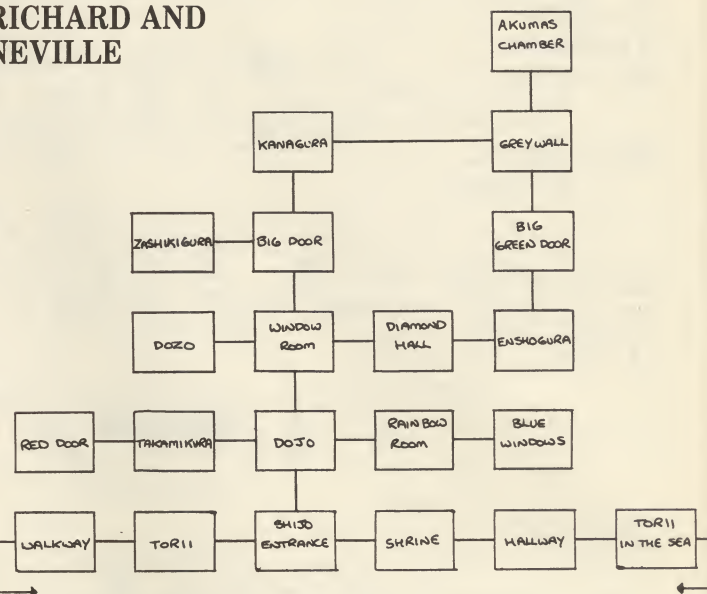 RICHARD AND
NEVILLE
AKUMAS
CHAMBER
KANAGURA
GREY WALL
ZASHIKIGURA
BIG DOOR
BIG
GREEN DOOR
DOZO
WINDOW
ROOM
DIAMOND
HALL
ENSHOGURA
RED DOOR
TAKAMIKURA
DOJO
RAINBOW
ROOM
BLUE
WINDOWS
WALKWAY
TORII
SHIJO
ENTRANCE
SHRINE
HALLWAY
TORII
IN THE SEA